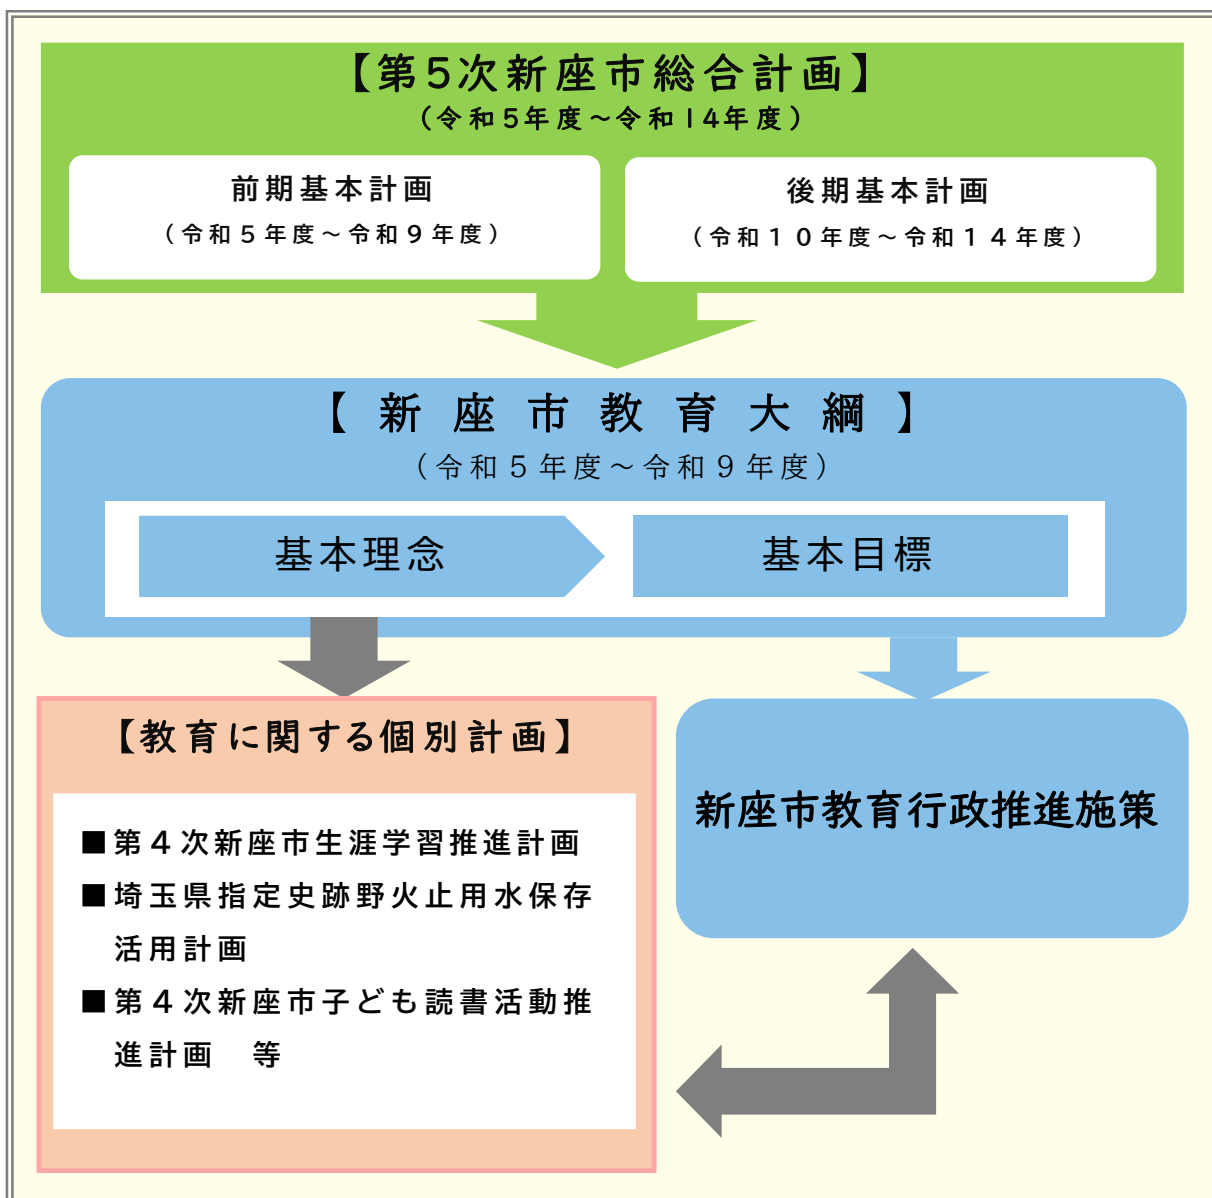 【第5次新座市総合計画】
(令和5年度～令和14年度)
前期基本計画
(令和５年度～令和９年度)
後期基本計画
(令和１０年度～令和１４年度)
【新座市教育大綱】
(令和５年度～令和９年度)
基本理念
基本目標
【教育に関する個別計画】
■第４次新座市生涯学習推進計画
■埼玉県指定史跡野火止用水保存
活用計画
■第４次新座市子ども読書活動推
進計画　等
新座市教育行政推進施策